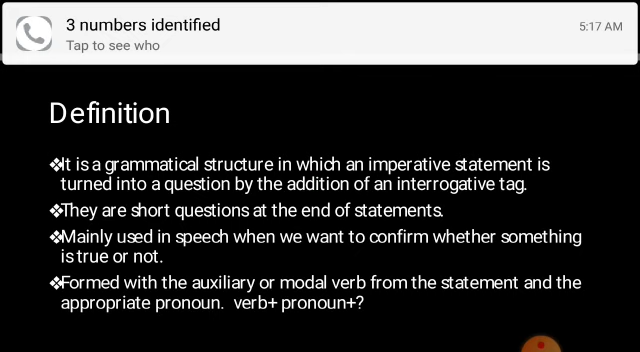 3 numbers identified
5:17 AM
Tap to see who
Definition
❖It is a grammatical structure in which an imperative statement is
turned into a question by the addition of an interrogative tag.
❖They are short questions at the end of statements.
❖Mainly used in speech when we want to confirm whether something
is true or not.
❖Formed with the auxiliary or modal verb from the statement and the
appropriate pronoun. verb+ pronoun+?